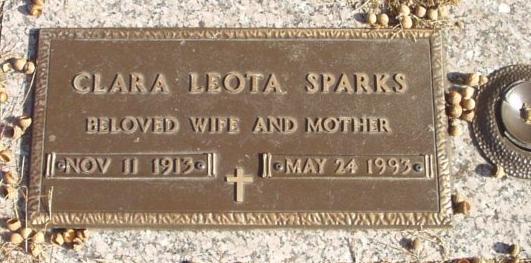 CLARA LEOTA SPARKS
BELOVED WIFE AND MOTHER
NOV 11 1913 MAY 24 1993